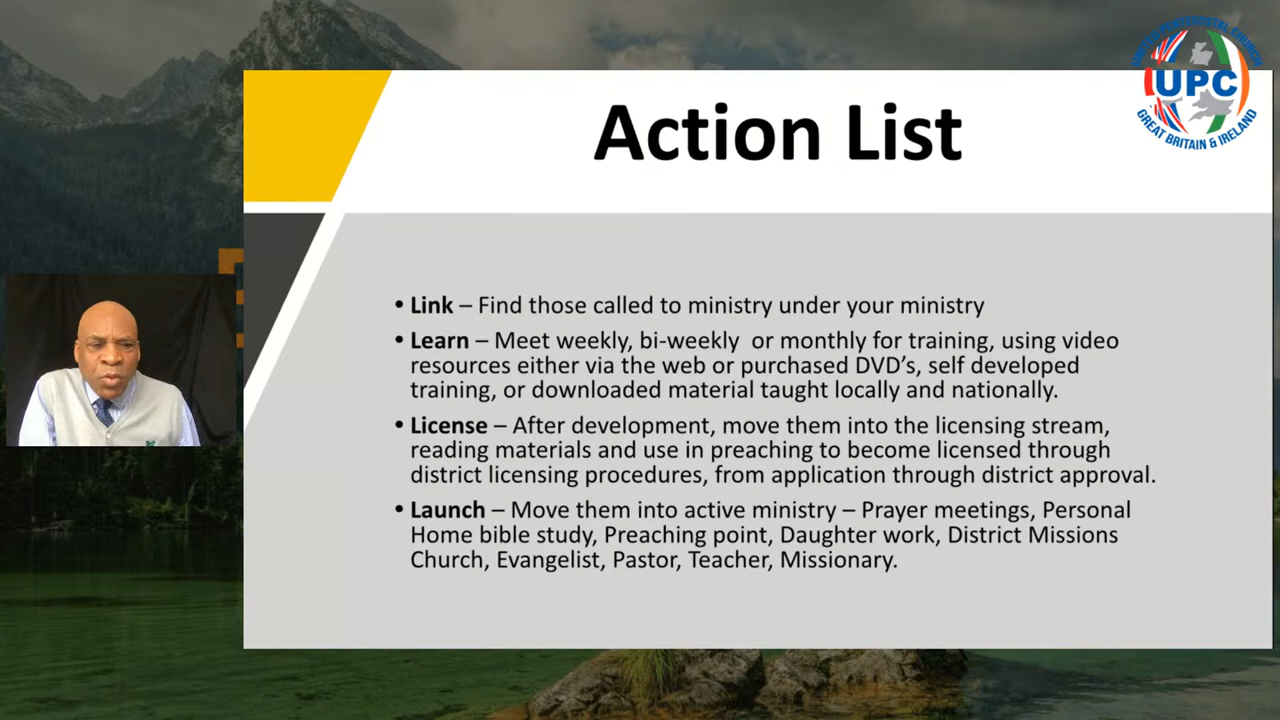 UNITED PENTECOSTAL CHURCH
UPC
GREAT BRITAIN & IRELAND
Action List
• Link – Find those called to ministry under your ministry
• Learn – Meet weekly, bi-weekly  or monthly for training, using video
resources either via the web or purchased DVD’s, self developed
training, or downloaded material taught locally and nationally.
• License – After development, move them into the licensing stream,
reading materials and use in preaching to become licensed through
district licensing procedures, from application through district approval.
• Launch – Move them into active ministry – Prayer meetings, Personal
Home bible study, Preaching point, Daughter work, District Missions
Church, Evangelist, Pastor, Teacher, Missionary.